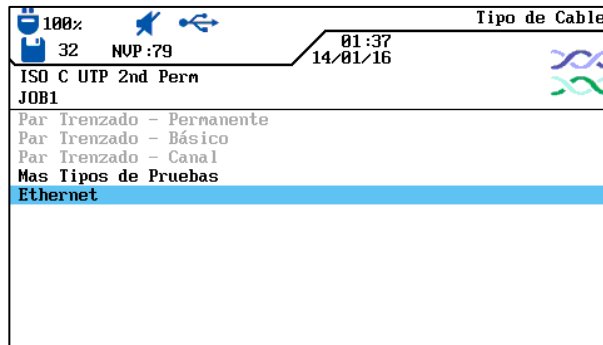 100% Tipo de Cable
32 NVP:79 01:37
14/01/16
ISO C UTP 2nd Perm
JOB1
Par Trenzado - Permanente
Par Trenzado - Básico
Par Trenzado - Canal
Mas Tipos de Pruebas
Ethernet